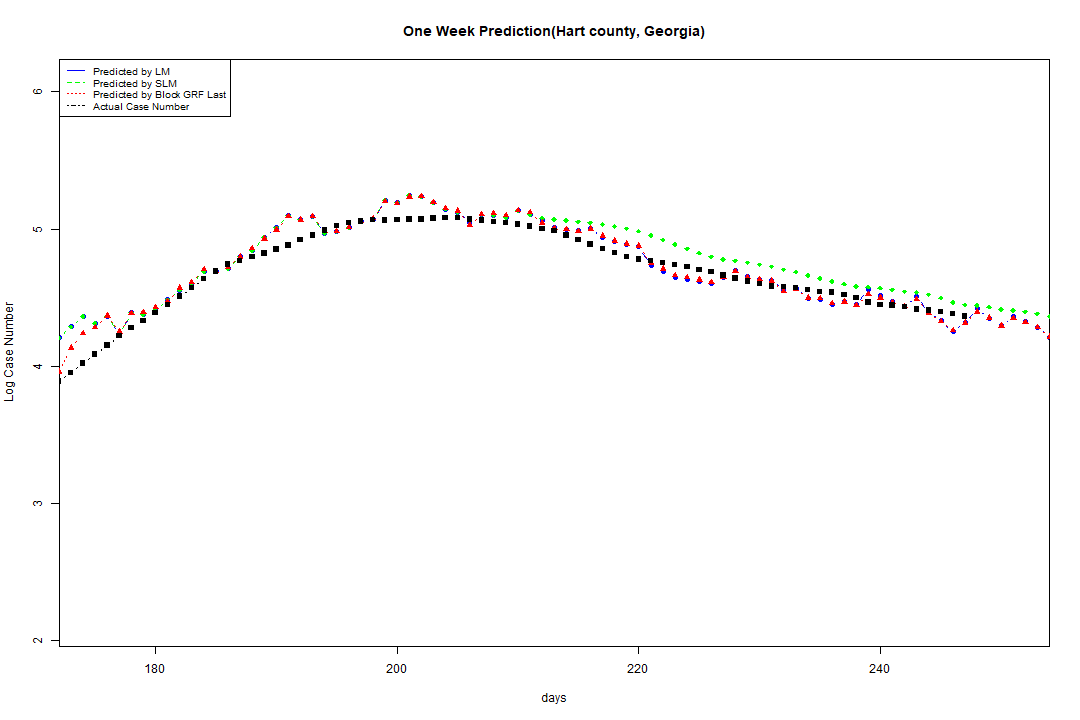 One Week Prediction(Hart county, Georgia)
Predicted by LM
Predicted by SLM
Predicted by Block GRF Last
Actual Case Number
6
5
4
3
2
Log Case Number
180 200 220 240
days